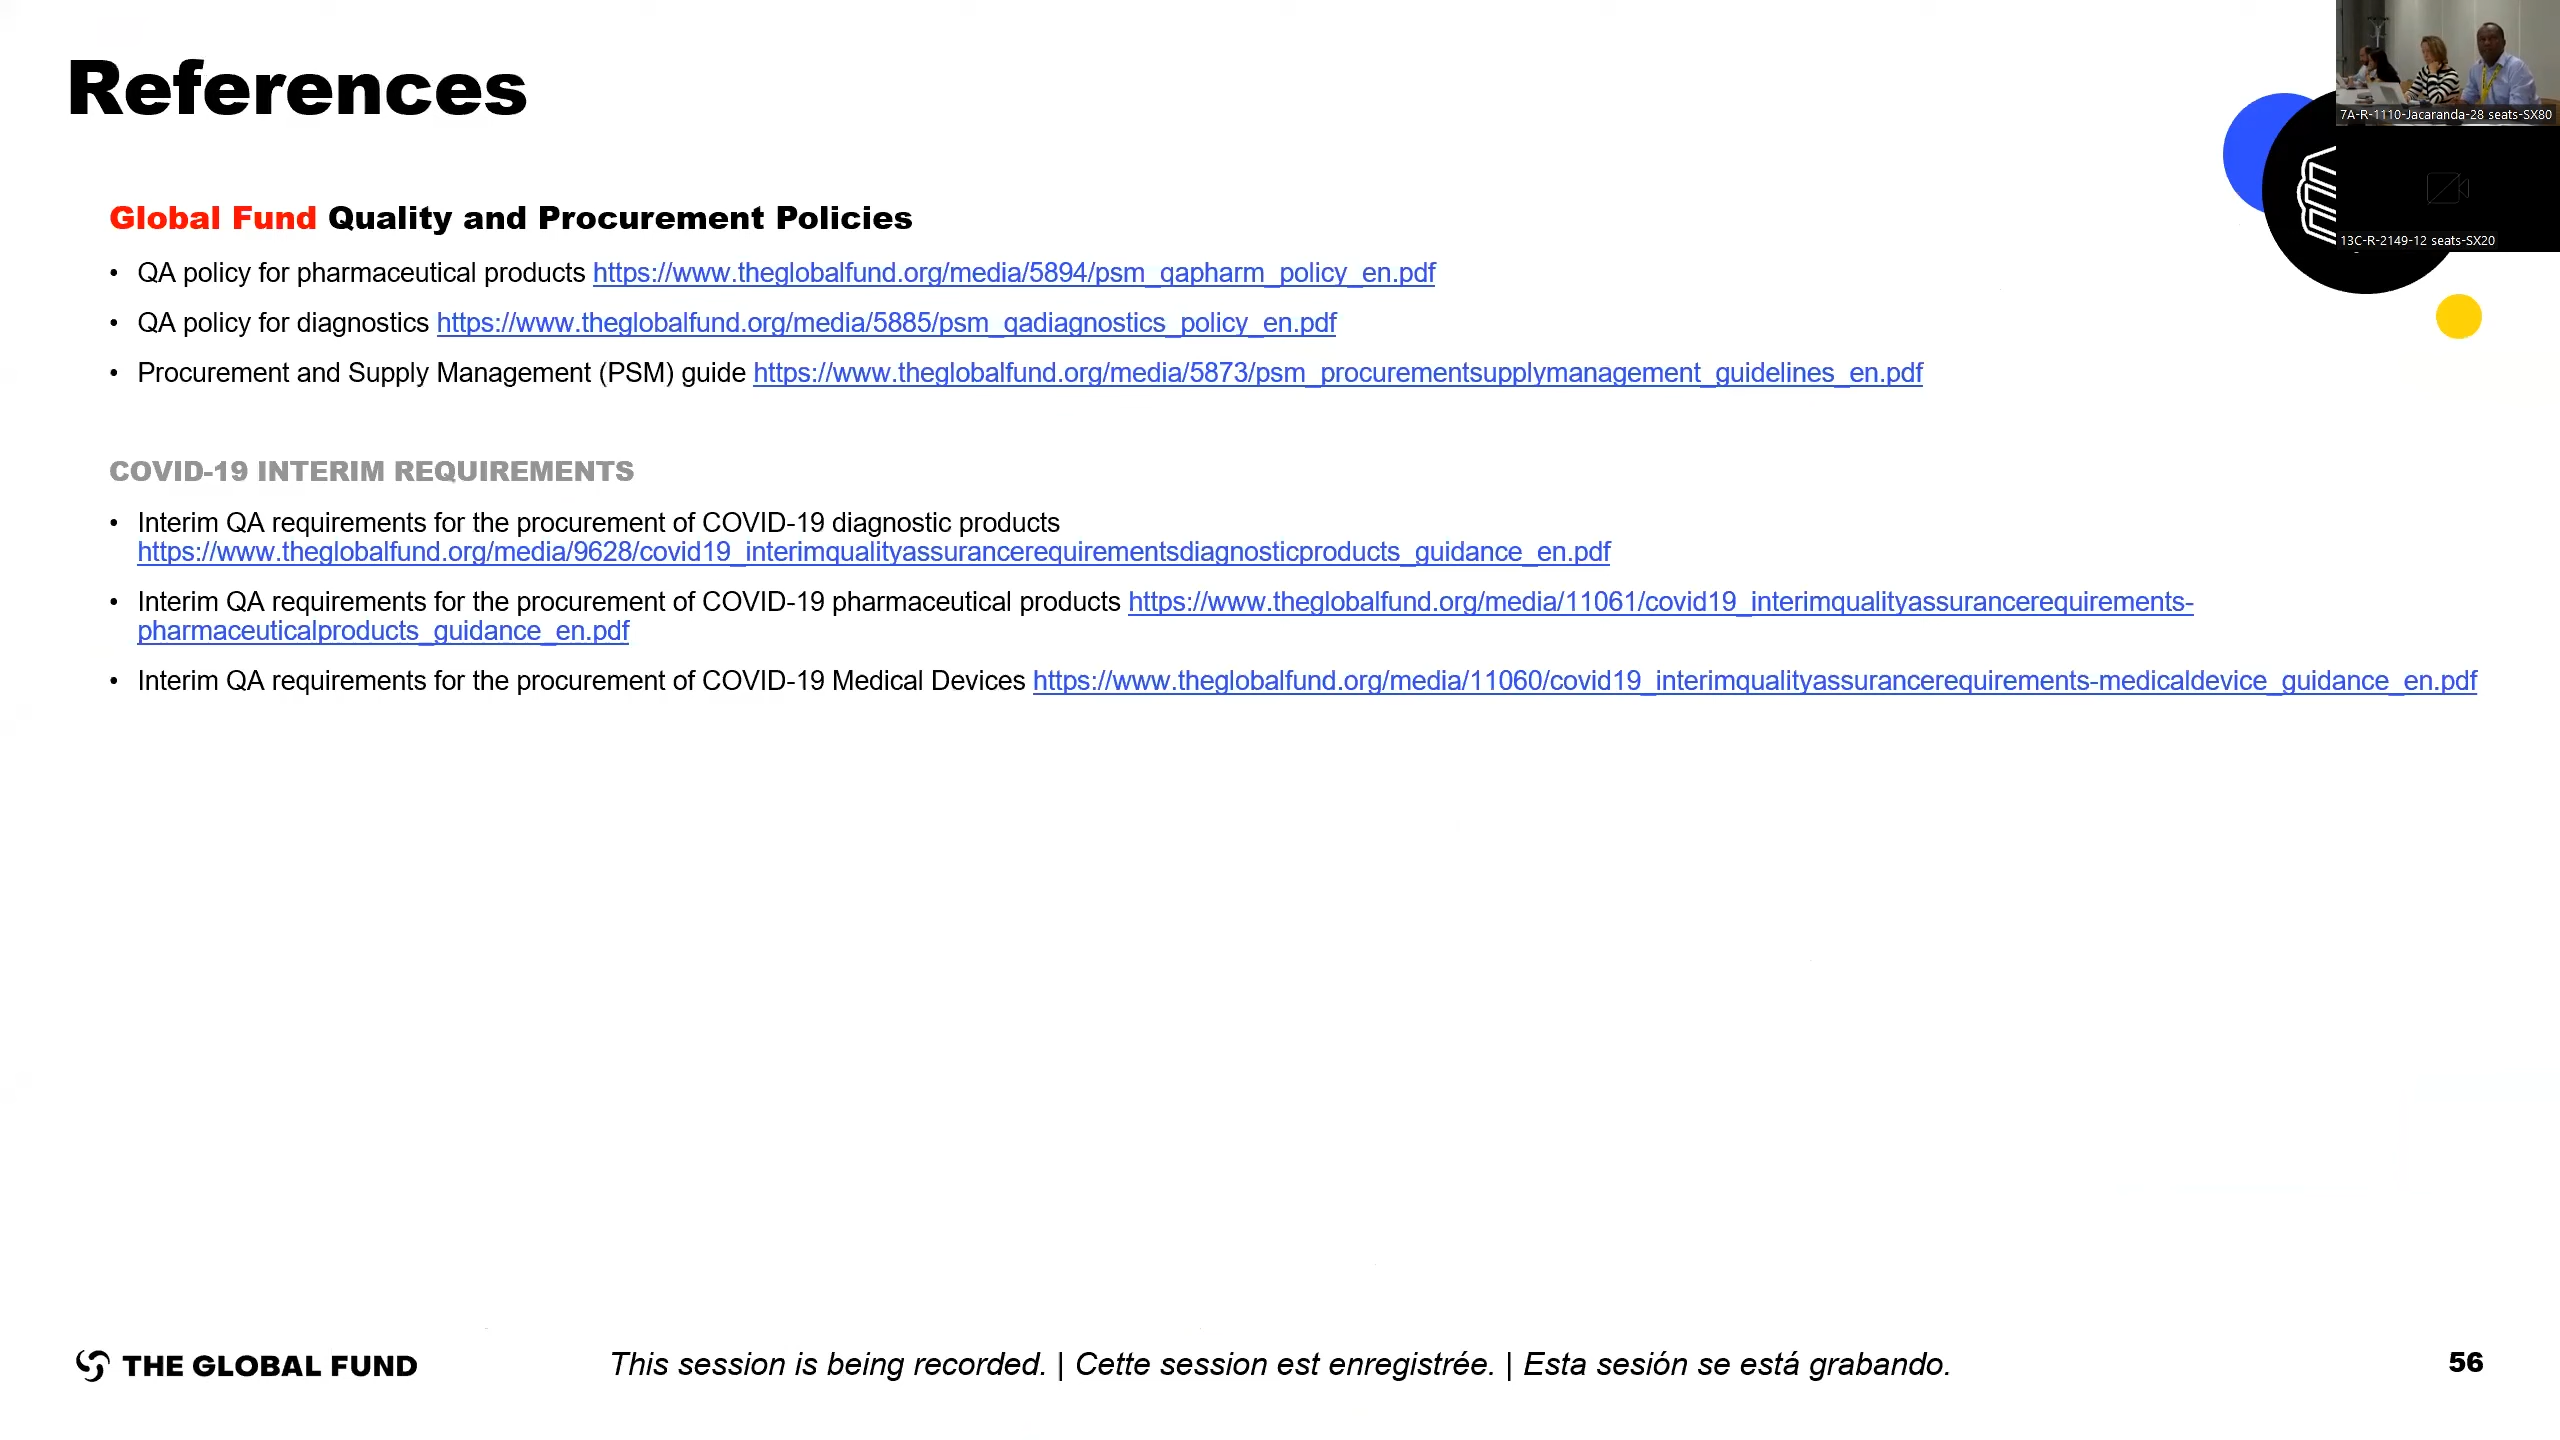 References
7A-R-1110-Jacaranda-28 seats-SX80
13C-R-2149-12 seats-SX20
Global Fund Quality and Procurement Policies
• QA policy for pharmaceutical products https://www.theglobalfund.org/media/5894/psm_qapharm_policy_en.pdf
• QA policy for diagnostics https://www.theglobalfund.org/media/5885/psm_qadiagnostics_policy_en.pdf
• Procurement and Supply Management (PSM) guide https://www.theglobalfund.org/media/5873/psm_procurementsupplymanagement_guidelines_en.pdf
COVID-19 INTERIM REQUIREMENTS
• Interim QA requirements for the procurement of COVID-19 diagnostic products
https://www.theglobalfund.org/media/9628/covid19_interimqualityassurancerequirementsdiagnosticproducts_guidance_en.pdf
• Interim QA requirements for the procurement of COVID-19 pharmaceutical products https://www.theglobalfund.org/media/11061/covid19_interimqualityassurancerequirements-
pharmaceuticalproducts_guidance_en.pdf
• Interim QA requirements for the procurement of COVID-19 Medical Devices https://www.theglobalfund.org/media/11060/covid19_interimqualityassurancerequirements-medicaldevice_guidance_en.pdf
THE GLOBAL FUND
This session is being recorded. | Cette session est enregistrée. | Esta sesión se está grabando.
56